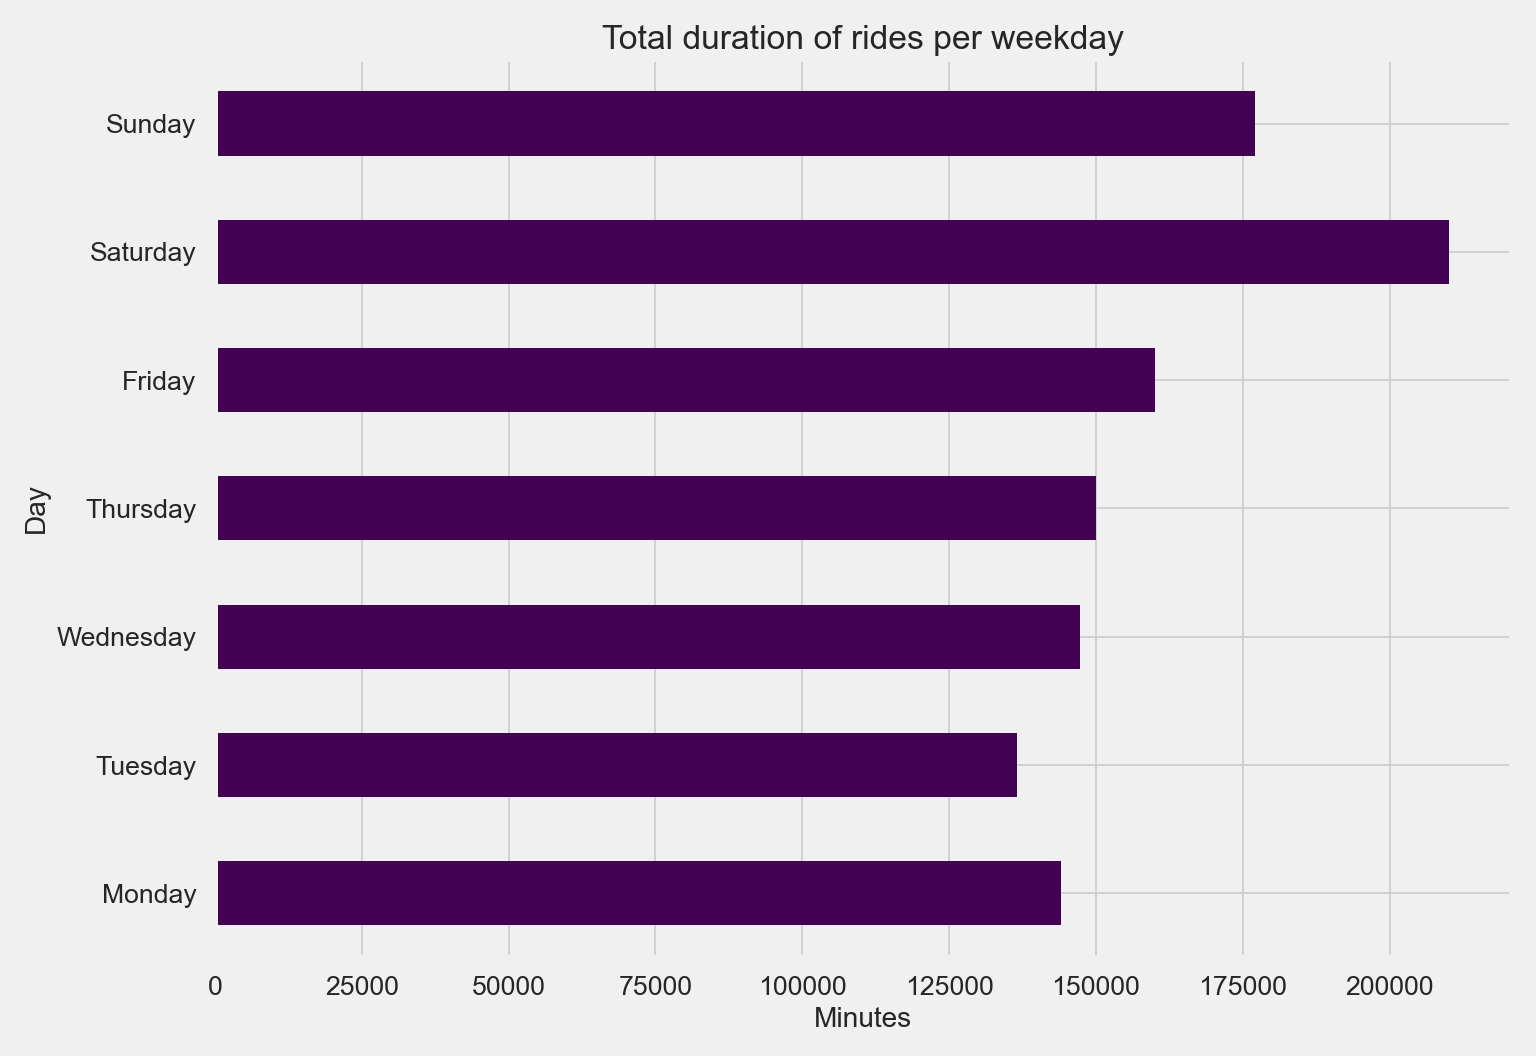 Total duration of rides per weekday
Sunday
Saturday
Friday
Thursday
Wednesday
Tuesday
Monday
Day
0 25000 50000 75000 100000 125000 150000 175000 200000
Minutes